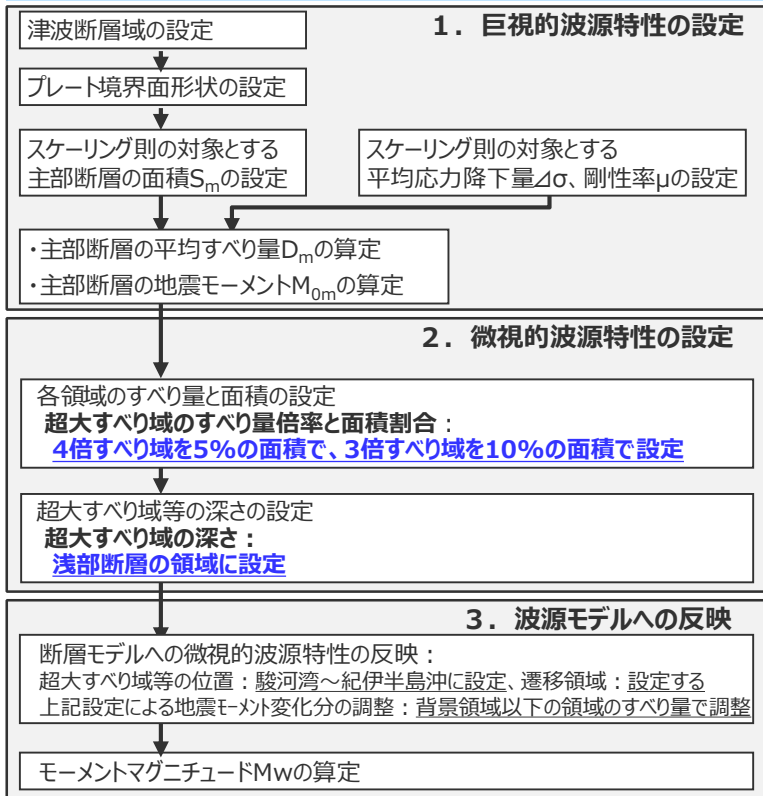 1．巨視的波源特性の設定
津波断層域の設定
プレート境界面形状の設定
スケーリング則の対象とする
主部断層の面積Smの設定
スケーリング則の対象とする
平均応力降下量⊿σ、剛性率μの設定
・主部断層の平均すべり量Dmの算定
・主部断層の地震モーメントM0mの算定
2．微視的波源特性の設定
各領域のすべり量と面積の設定
超大すべり域のすべり量倍率と面積割合：
4倍すべり域を5%の面積で、3倍すべり域を10%の面積で設定
超大すべり域等の深さの設定
超大すべり域の深さ：
浅部断層の領域に設定
3．波源モデルへの反映
断層モデルへの微視的波源特性の反映：
超大すべり域等の位置：駿河湾～紀伊半島沖に設定、遷移領域：設定する
上記設定による地震モーメント変化分の調整：背景領域以下の領域のすべり量で調整
モーメントマグニチュードMwの算定